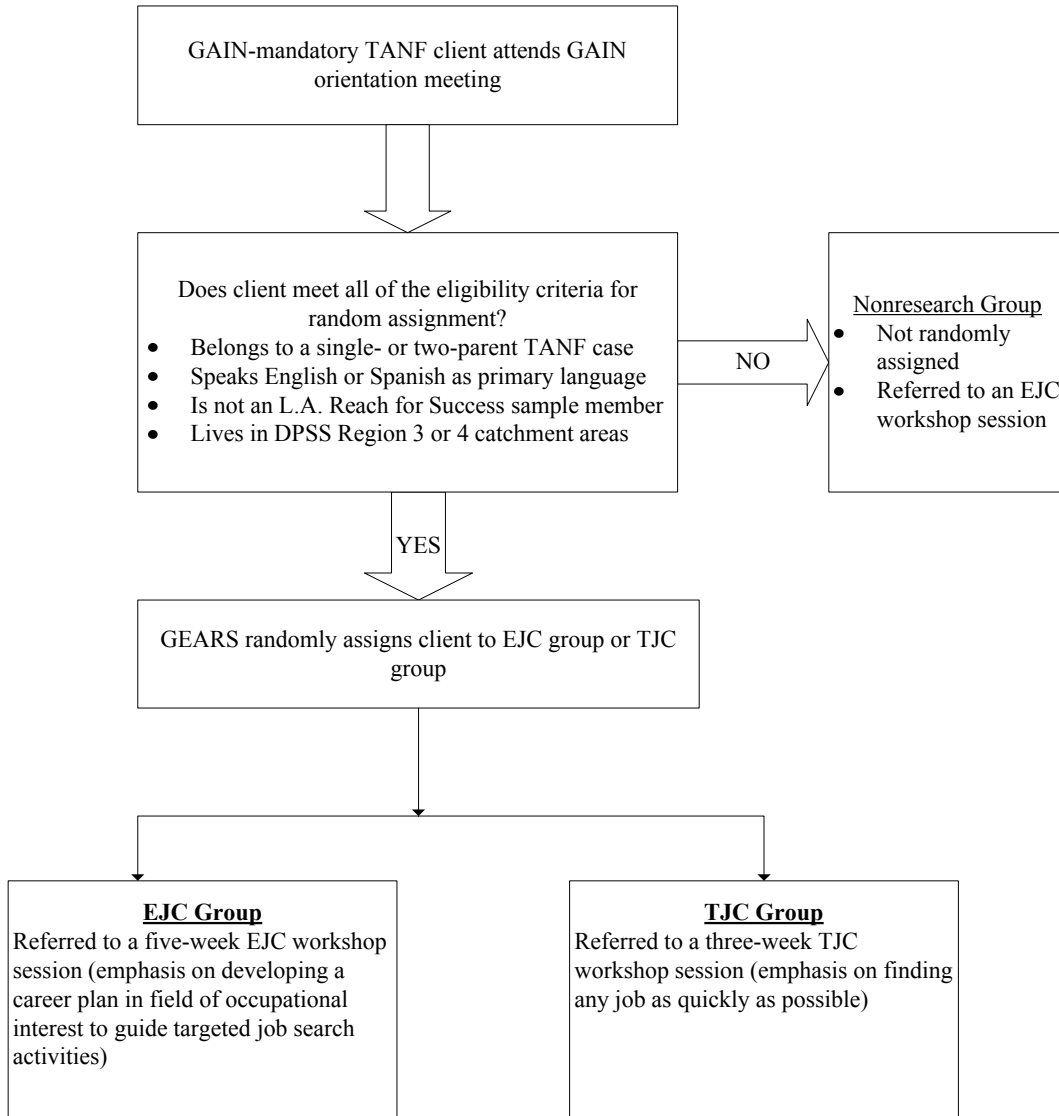 GAIN-mandatory TANF client attends GAIN
orientation meeting
Does client meet all of the eligibility criteria for
random assignment?
• Belongs to a single- or two-parent TANF case
• Speaks English or Spanish as primary language
• Is not an L.A. Reach for Success sample member
• Lives in DPSS Region 3 or 4 catchment areas
NO
Nonresearch Group
• Not randomly
assigned
• Referred to an EJC
workshop session
YES
GEARS randomly assigns client to EJC group or TJC
group
EJC Group
Referred to a five-week EJC workshop
session (emphasis on developing a
career plan in field of occupational
interest to guide targeted job search
activities)
TJC Group
Referred to a three-week TJC
workshop session (emphasis on finding
any job as quickly as possible)